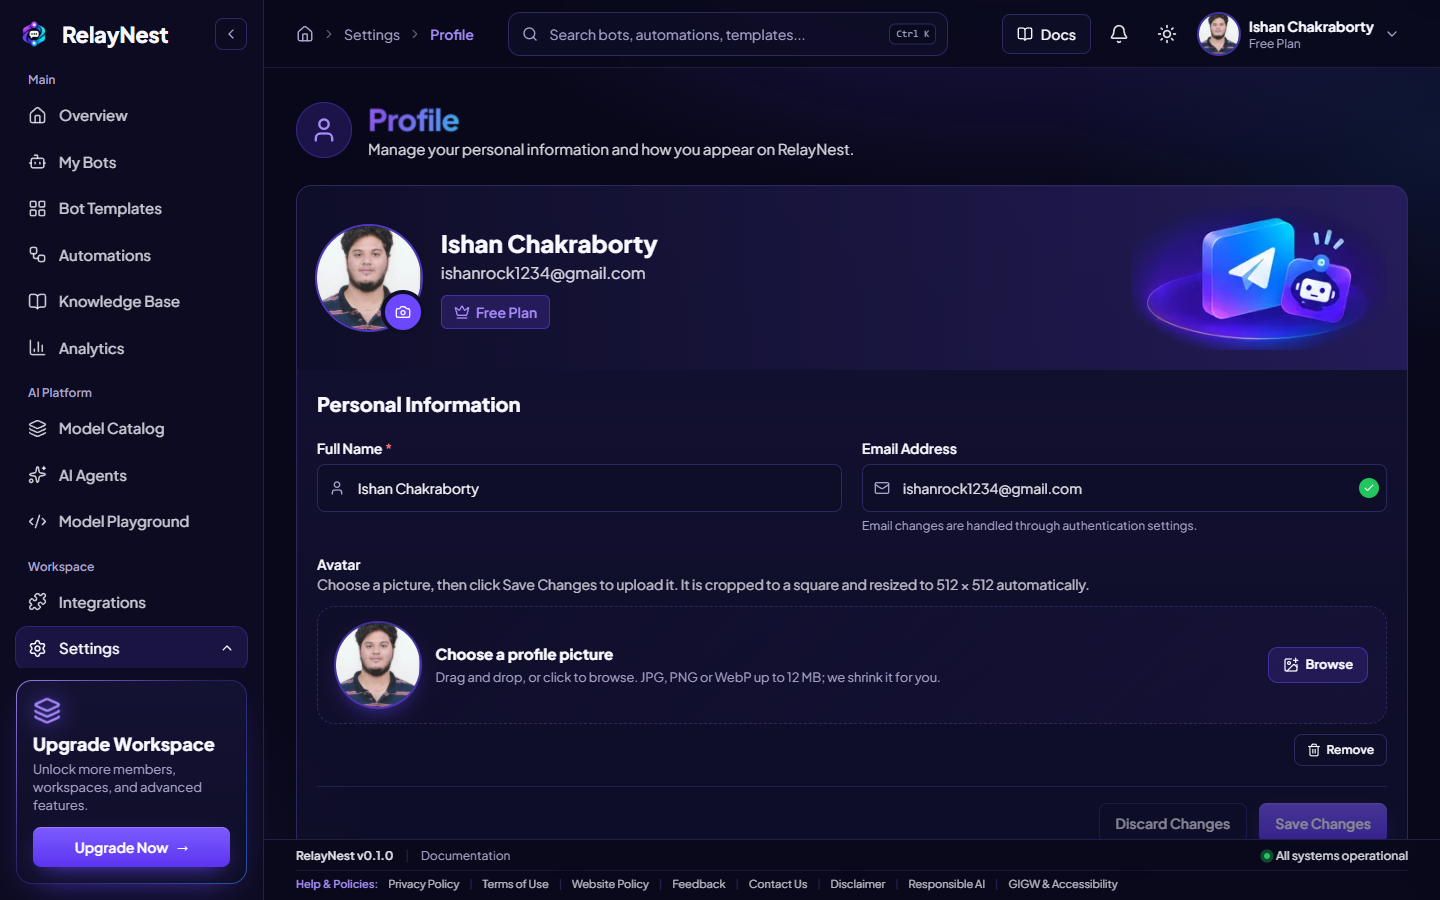 RelayNest
Main
Overview
My Bots
Bot Templates
Automations
Knowledge Base
Analytics
AI Platform
Model Catalog
AI Agents
Model Playground
Workspace
Integrations
Settings
Upgrade Workspace
Unlock more members,
workspaces, and advanced
features.
Upgrade Now →
Settings
Profile
Search bots, automations, templates...
Ctrl K
Docs
Ishan Chakraborty
Free Plan
Profile
Manage your personal information and how you appear on RelayNest.
Ishan Chakraborty
ishanrock1234@gmail.com
Free Plan
Personal Information
Full Name *
Ishan Chakraborty
Email Address
ishanrock1234@gmail.com
Email changes are handled through authentication settings.
Avatar
Choose a picture, then click Save Changes to upload it. It is cropped to a square and resized to 512 × 512 automatically.
Choose a profile picture
Drag and drop, or click to browse. JPG, PNG or WebP up to 12 MB; we shrink it for you.
Browse
Remove
Discard Changes
Save Changes
RelayNest v0.1.0
Documentation
All systems operational
Help & Policies: Privacy Policy | Terms of Use | Website Policy | Feedback | Contact Us | Disclaimer | Responsible AI | GIGW & Accessibility